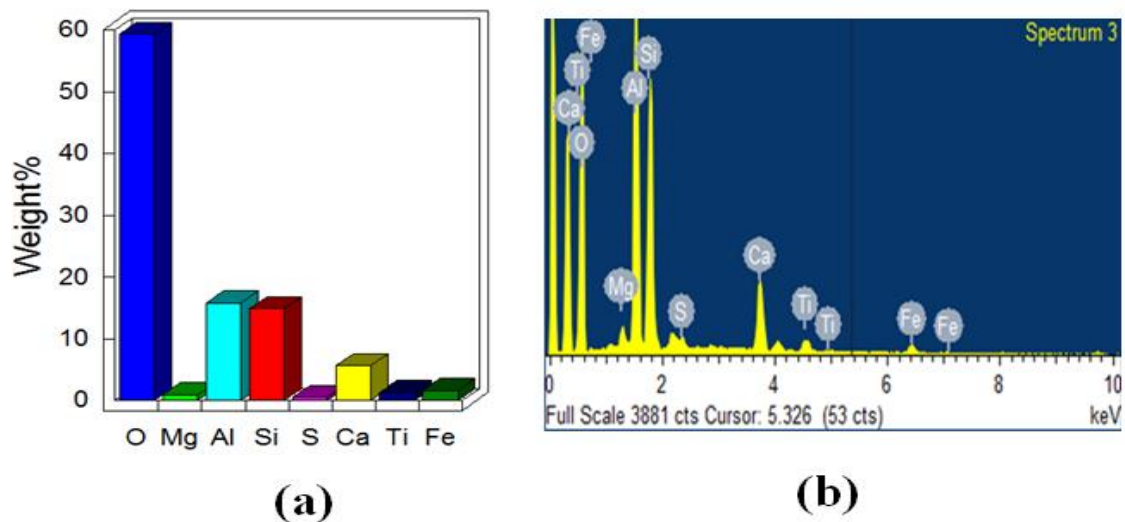 Weight%
60
50
40
30
20
10
0
O Mg Al Si S Ca Ti Fe
(a)
Spectrum 3
Fe
Si
Ti
Al
Ca
O
Ca
Mg
S
Ti
Ti
Fe
Fe
0 2 4 6 8 10
Full Scale 3881 cts Cursor: 5.326 (53 cts) keV
(b)